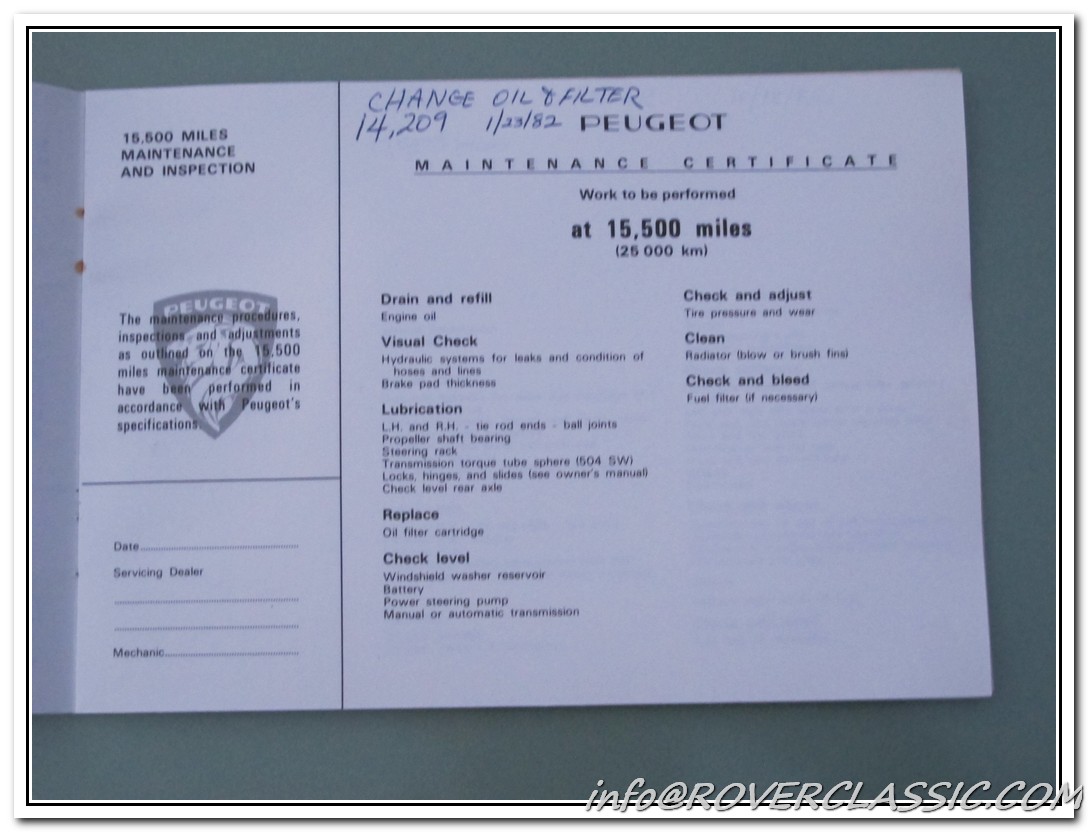 15,500 MILES
MAINTENANCE
AND INSPECTION
PEUGEOT
The maintenance procedures,
inspections and adjustments
as outlined on the 15,500
miles maintenance certificate
have been performed in
accordance with Peugeot's
specifications.
Date
Servicing Dealer
Mechanic
CHANGE OIL & FILTER
14,209 1/23/82 PEUGEOT
MAINTENANCE CERTIFICATE
Work to be performed
at 15,500 miles
(25 000 km)
Drain and refill
Engine oil
Visual Check
Hydraulic systems for leaks and condition of
hoses and lines
Brake pad thickness
Lubrication
L.H. and R.H. - tie rod ends - ball joints
Propeller shaft bearing
Steering rack
Transmission torque tube sphere (504 SW)
Locks, hinges, and slides (see owner's manual)
Check level rear axle
Replace
Oil filter cartridge
Check level
Windshield washer reservoir
Battery
Power steering pump
Manual or automatic transmission
Check and adjust
Tire pressure and wear
Clean
Radiator (blow or brush fins)
Check and bleed
Fuel filter (if necessary)
info@ROVERCLASSIC.COM